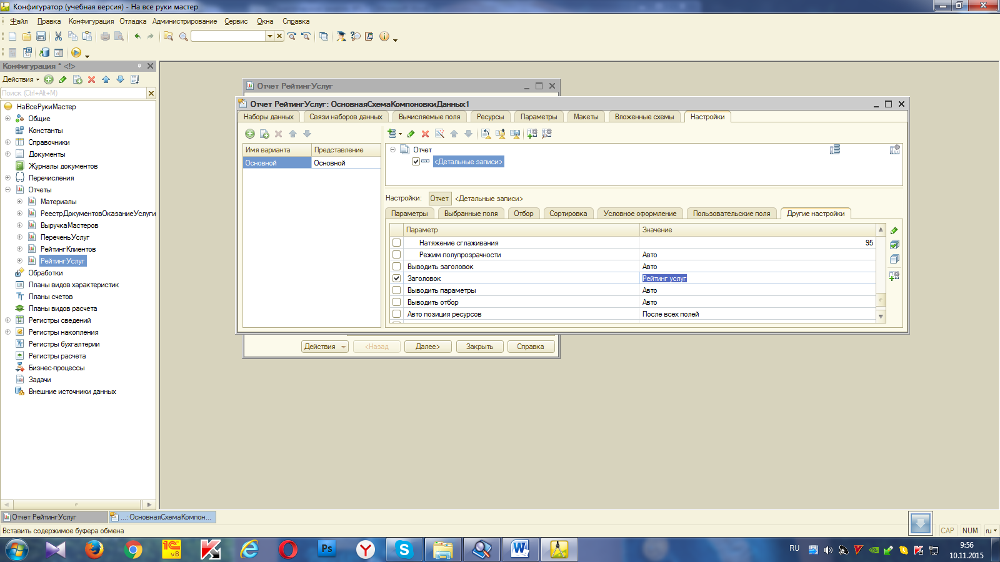 Конфигуратор (учебная версия) - На все руки мастер
Файл Правка Конфигурация Отладка Администрирование Сервис Окна Справка
Конфигурация * <!>
Действия
Поиск (Ctrl+Alt+M)
НаВсеРукиМастер
Общие
Константы
Справочники
Документы
Журналы документов
Перечисления
Отчеты
Материалы
РеестрДокументовОказаниеУслуги
ВыручкаМастеров
ПереченьУслуг
РейтингКлиентов
РейтингУслуг
Обработки
Планы видов характеристик
Планы счетов
Планы видов расчета
Регистры сведений
Регистры накопления
Регистры бухгалтерии
Регистры расчета
Бизнес-процессы
Задачи
Внешние источники данных
Отчет РейтингУслуг
Отчет РейтингУслуг: ОсновнаяСхемаКомпоновкиДанных1
Наборы данных Связи наборов данных Вычисляемые поля Ресурсы Параметры Макеты Вложенные схемы Настройки
Имя варианта Представление
Основной Основной
Отчет
<Детальные записи>
Настройки: Отчет <Детальные записи>
Параметры Выбранные поля Отбор Сортировка Условное оформление Пользовательские поля Другие настройки
Параметр Значение
Натяжение сглаживания 95
Режим полупрозрачности Авто
Выводить заголовок Авто
Заголовок Рейтинг услуг
Выводить параметры Авто
Выводить отбор Авто
Авто позиция ресурсов После всех полей
Действия <Назад Далее> Закрыть Справка
Отчет РейтингУслуг ...: ОсновнаяСхемаКомпон...
Вставить содержимое буфера обмена
CAP NUM ru
RU
9:56
10.11.2015